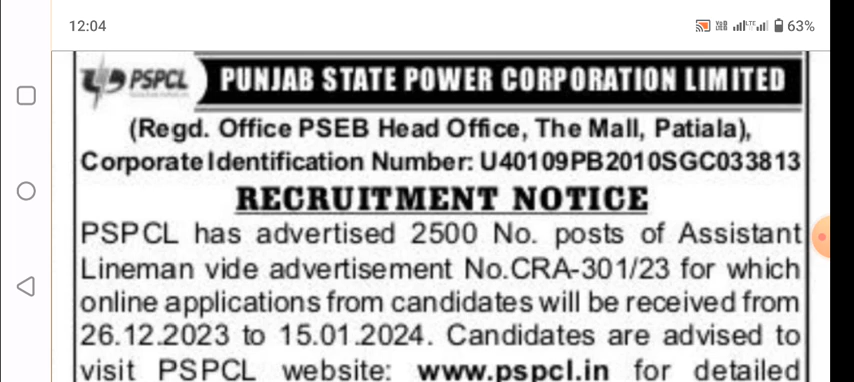 12:04
63%
PSPCL PUNJAB STATE POWER CORPORATION LIMITED
(Regd. Office PSEB Head Office, The Mall, Patiala),
Corporate Identification Number: U40109PB2010SGC033813
RECRUITMENT NOTICE
PSPCL has advertised 2500 No. posts of Assistant
Lineman vide advertisement No.CRA-301/23 for which
online applications from candidates will be received from
26.12.2023 to 15.01.2024. Candidates are advised to
visit PSPCL website: www.pspcl.in for detailed